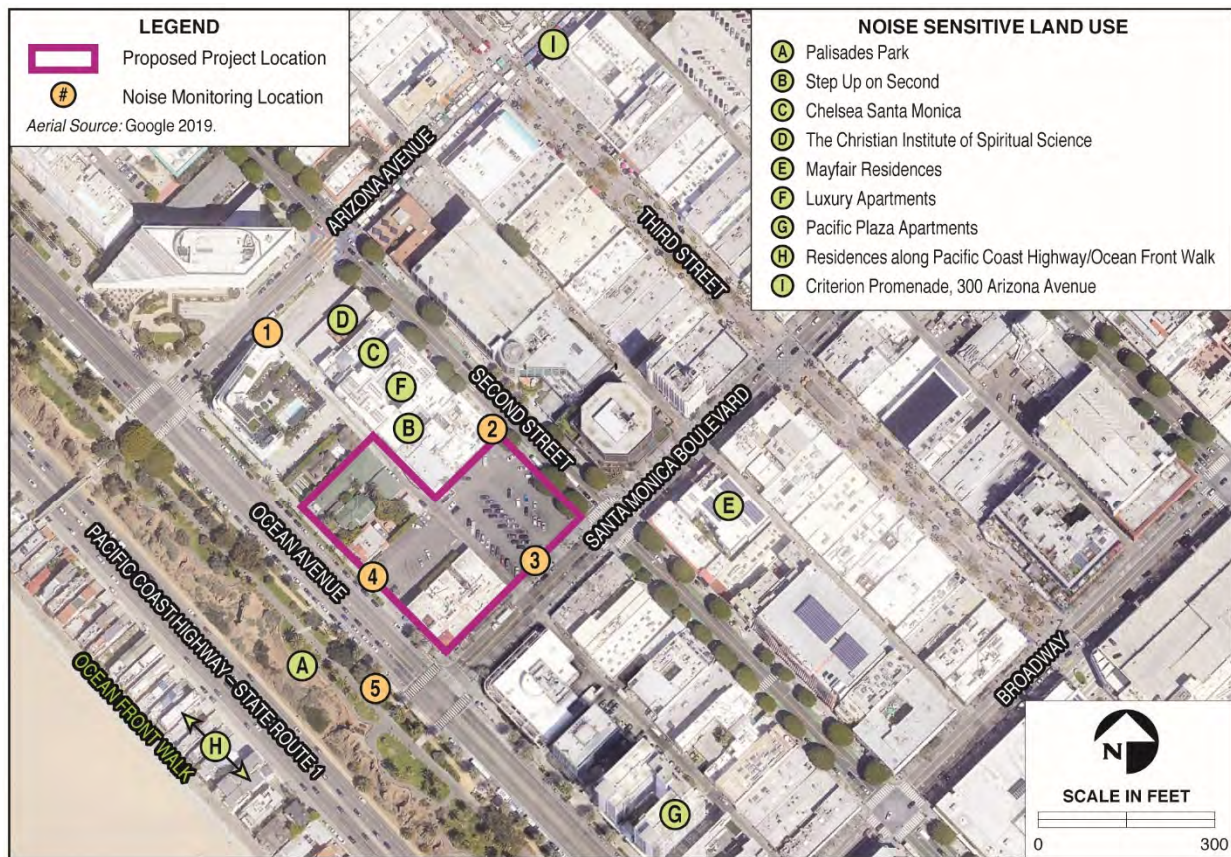 LEGEND
Proposed Project Location
# Noise Monitoring Location
Aerial Source: Google 2019.
NOISE SENSITIVE LAND USE
A Palisades Park
B Step Up on Second
C Chelsea Santa Monica
D The Christian Institute of Spiritual Science
E Mayfair Residences
F Luxury Apartments
G Pacific Plaza Apartments
H Residences along Pacific Coast Highway/Ocean Front Walk
I Criterion Promenade, 300 Arizona Avenue
I
ARIZONA AVENUE
THIRD STREET
1
D
C
F
B
SECOND STREET
2
SANTA MONICA BOULEVARD
E
OCEAN AVENUE
3
4
PACIFIC COAST HIGHWAY – STATE ROUTE 1
A
5
BROADWAY
OCEAN FRONT WALK
H
G
N
SCALE IN FEET
0 300